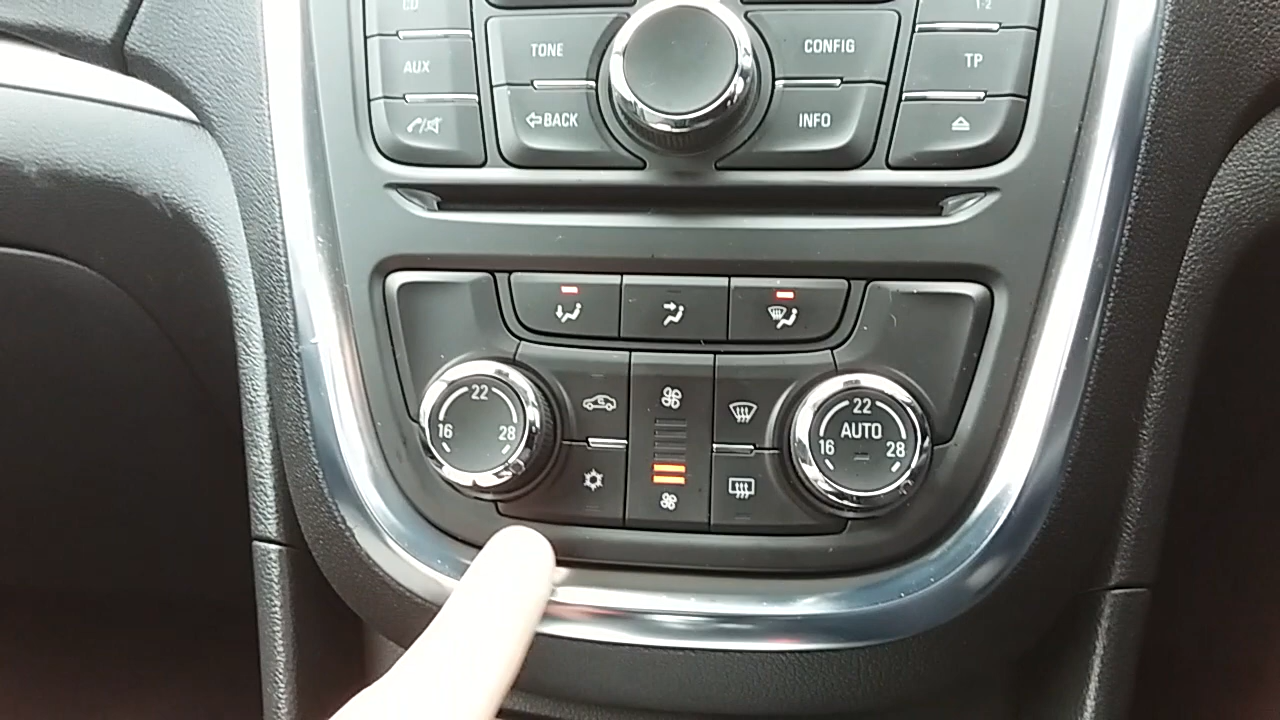 CD
1-2
TONE
CONFIG
AUX
TP
BACK
INFO
22
16
28
22
AUTO
16
28